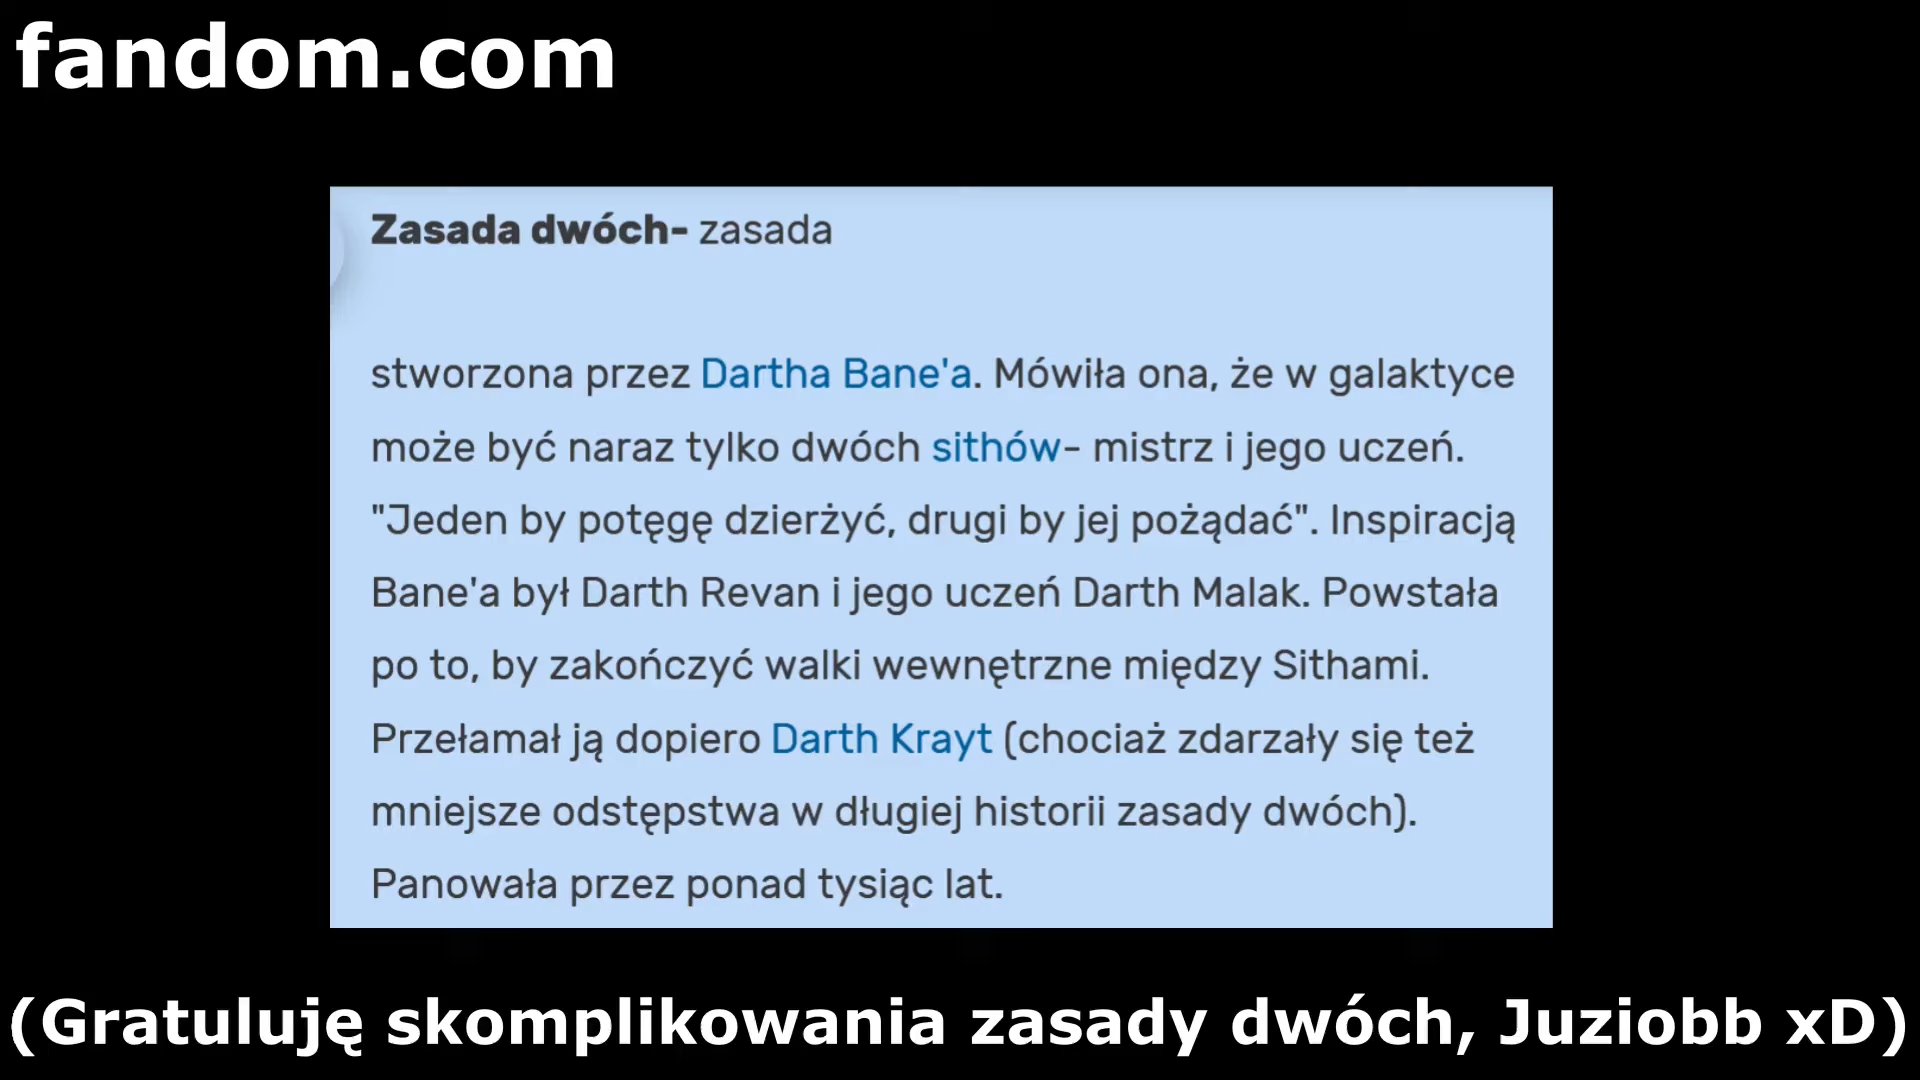 fandom.com
Zasada dwóch- zasada
stworzona przez Dartha Bane'a. Mówiła ona, że w galaktyce
może być naraz tylko dwóch sithów- mistrz i jego uczeń.
"Jeden by potęgę dzierżyć, drugi by jej pożądać". Inspiracją
Bane'a był Darth Revan i jego uczeń Darth Malak. Powstała
po to, by zakończyć walki wewnętrzne między Sithami.
Przełamał ją dopiero Darth Krayt (chociaż zdarzały się też
mniejsze odstępstwa w długiej historii zasady dwóch).
Panowała przez ponad tysiąc lat.
(Gratuluję skomplikowania zasady dwóch, Juziobb xD)